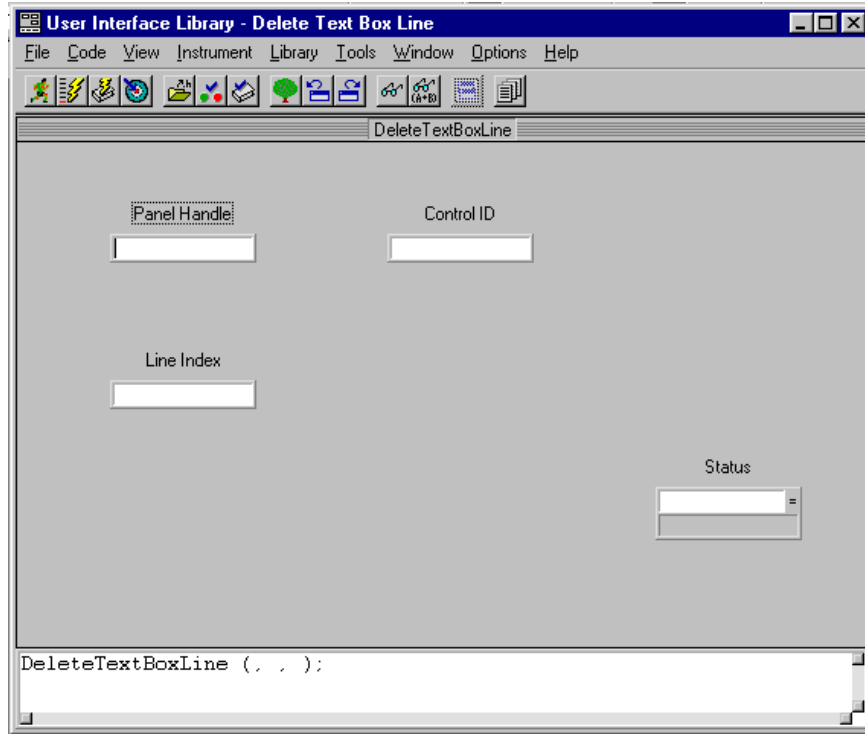 User Interface Library - Delete Text Box Line
File Code View Instrument Library Tools Window Options Help
(A+B)
DeleteTextBoxLine
Panel Handle Control ID
Line Index
Status
=
DeleteTextBoxLine (, , );